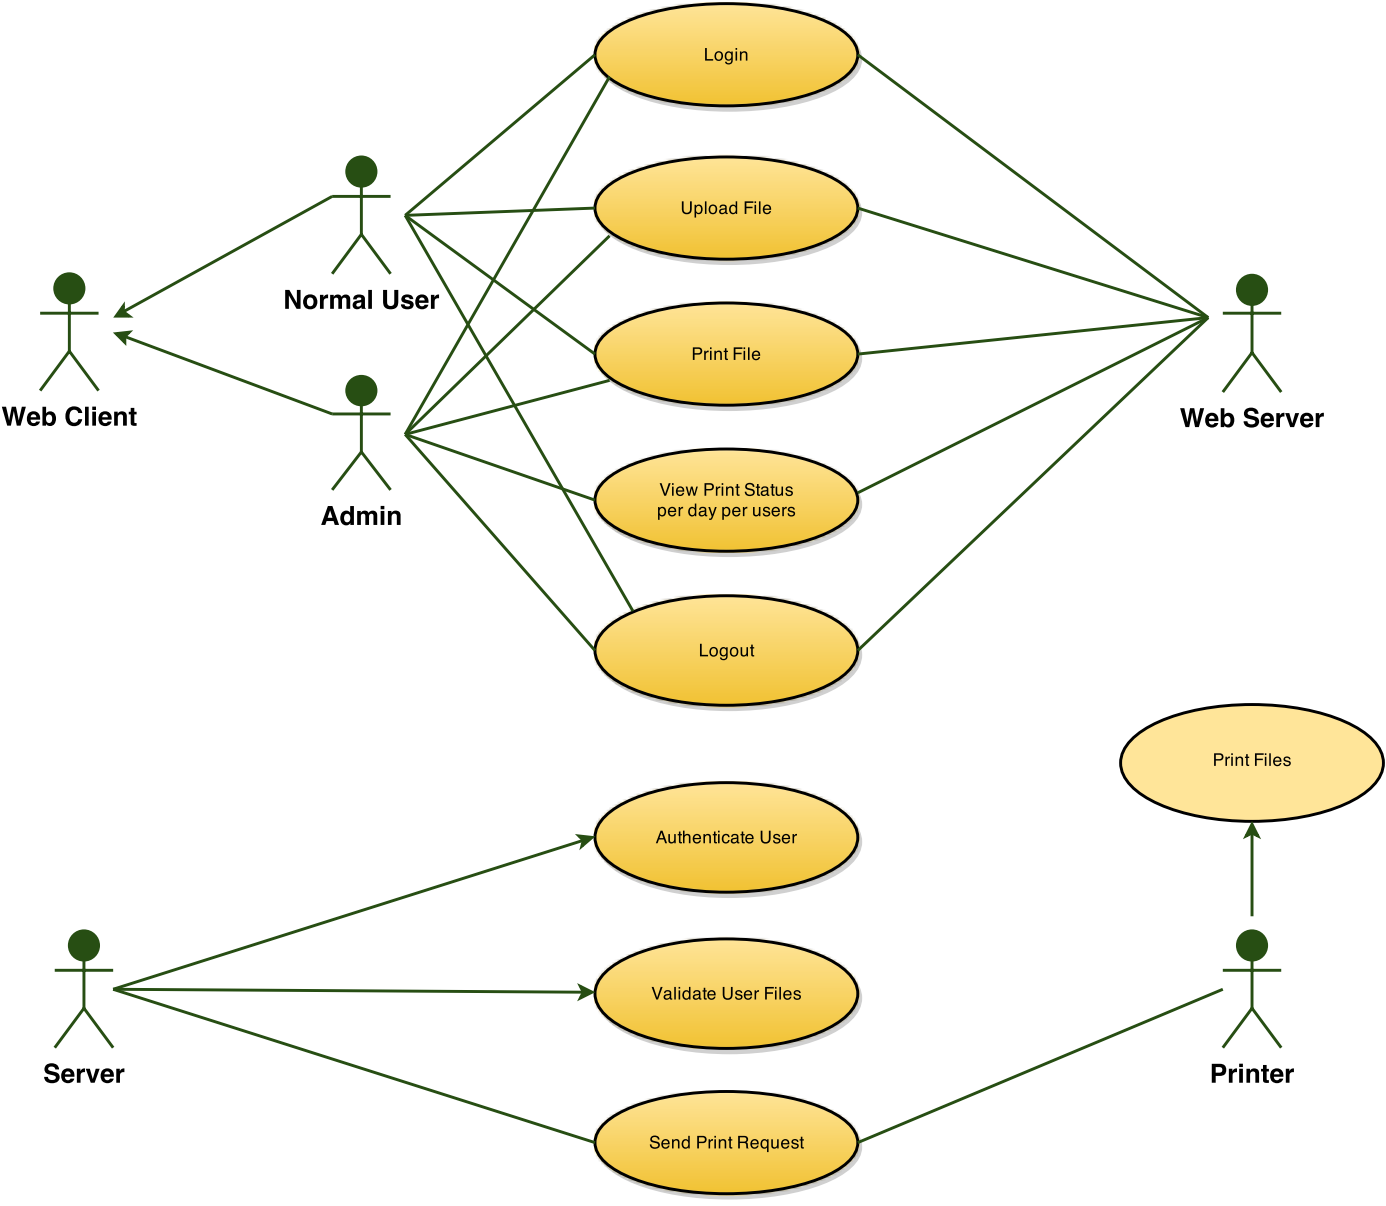 Login
Upload File
Normal User
Print File
Web Client
Web Server
View Print Status
per day per users
Admin
Logout
Print Files
Authenticate User
Validate User Files
Server
Printer
Send Print Request